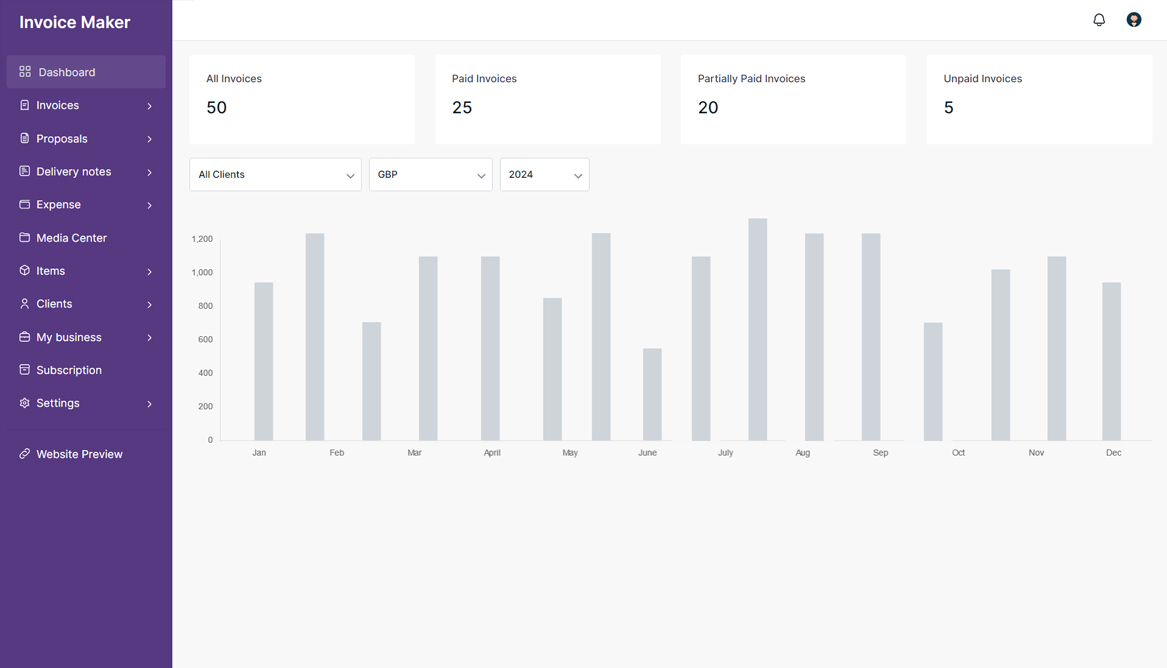 Invoice Maker
Dashboard
Invoices
Proposals
Delivery notes
Expense
Media Center
Items
Clients
My business
Subscription
Settings
Website Preview
All Invoices
50
Paid Invoices
25
Partially Paid Invoices
20
Unpaid Invoices
5
All Clients
GBP
2024
1,200
1,000
800
600
400
200
0
Jan Feb Mar April May June July Aug Sep Oct Nov Dec